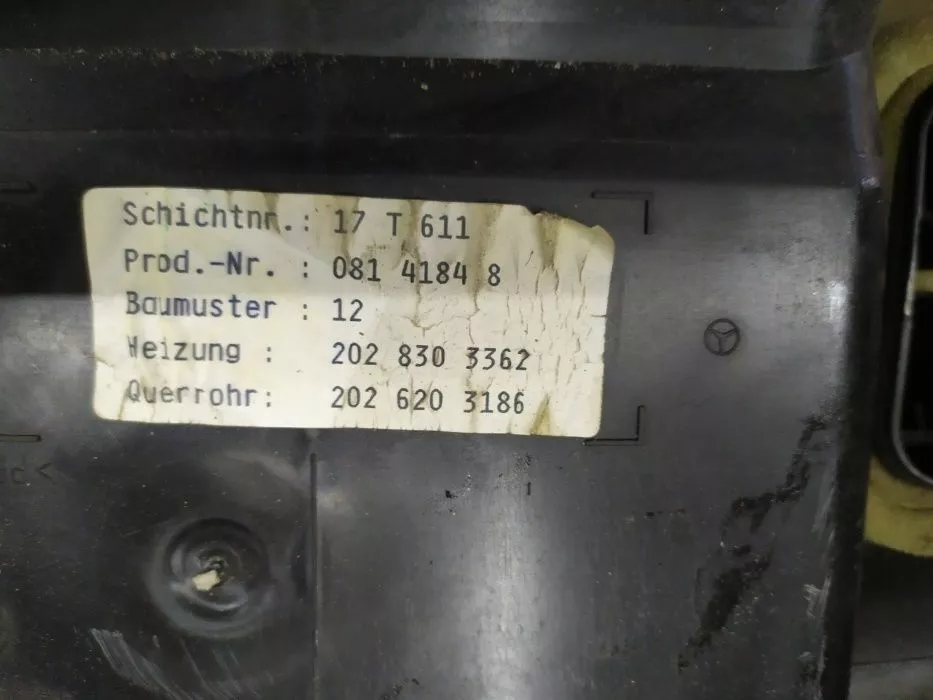 Schichtnr.: 17 T 611
Prod.-Nr. : 081 4184 8
Baumuster : 12
Heizung : 202 830 3362
Querrohr: 202 620 3186